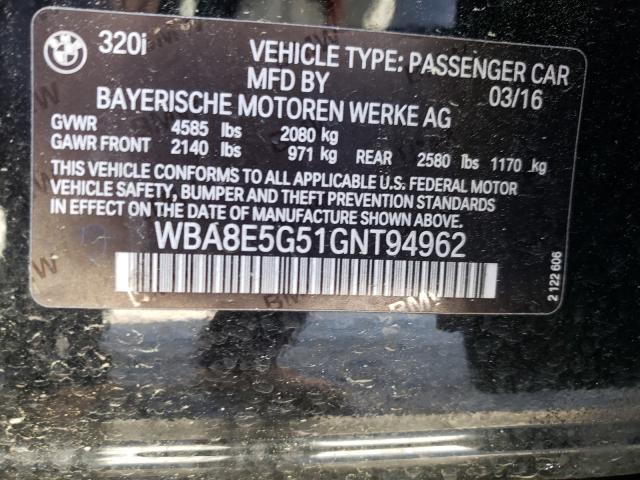 320i
VEHICLE TYPE: PASSENGER CAR
MFD BY 03/16
BAYERISCHE MOTOREN WERKE AG
GVWR 4585 lbs 2080 kg
GAWR FRONT 2140 lbs 971 kg REAR 2580 lbs 1170 kg
THIS VEHICLE CONFORMS TO ALL APPLICABLE U.S. FEDERAL MOTOR
VEHICLE SAFETY, BUMPER AND THEFT PREVENTION STANDARDS
IN EFFECT ON THE DATE OF MANUFACTURE SHOWN ABOVE.
WBA8E5G51GNT94962
2 122 606